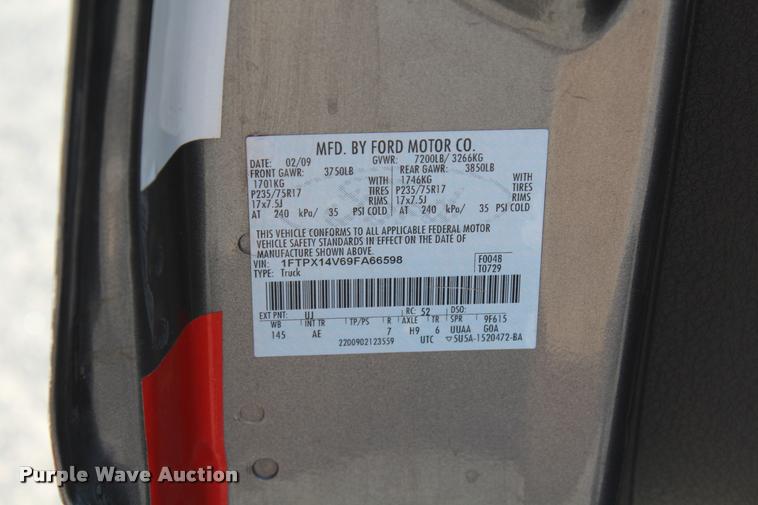 MFD. BY FORD MOTOR CO.
DATE: 02/09 GVWR: 7200LB/ 3266KG
FRONT GAWR: 3750LB REAR GAWR: 3850LB
1701KG WITH 1746KG WITH
P235/75R17 TIRES P235/75R17 TIRES
17x7.5J RIMS 17x7.5J RIMS
AT 240 kPa/ 35 PSI COLD AT 240 kPa/ 35 PSI COLD
THIS VEHICLE CONFORMS TO ALL APPLICABLE FEDERAL MOTOR
VEHICLE SAFETY STANDARDS IN EFFECT ON THE DATE OF
MANUFACTURE SHOWN ABOVE.
VIN: 1FTPX14V69FA66598 F0048
TYPE: Truck T0729
EXT PNT: UJ RC: 52 DSO:
WB INT TR TP/PS R AXLE TR SPR 9F615
145 AE 7 H9 6 UUAA G0A
2200902123559 UTC 5U5A-1520472-BA
Purple Wave Auction